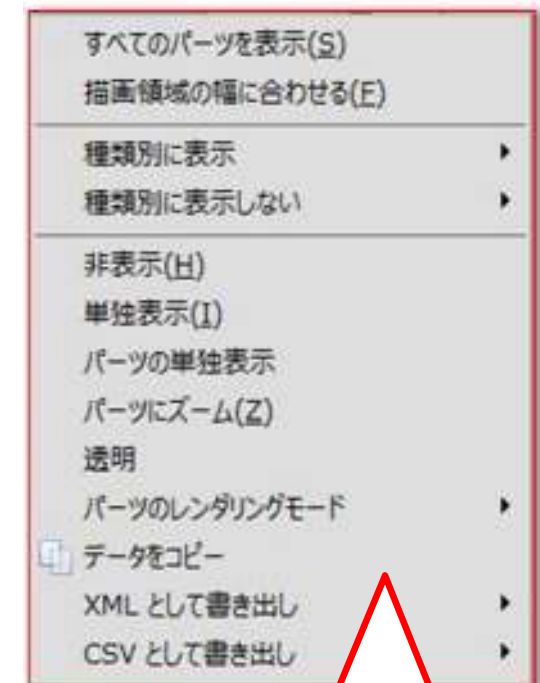 すべてのパーツを表示(S)
描画領域の幅に合わせる(F)
種類別に表示
種類別に表示しない
非表示(H)
単独表示(I)
パーツの単独表示
パーツにズーム(Z)
透明
パーツのレンダリングモード
データをコピー
XML として書き出し
CSV として書き出し